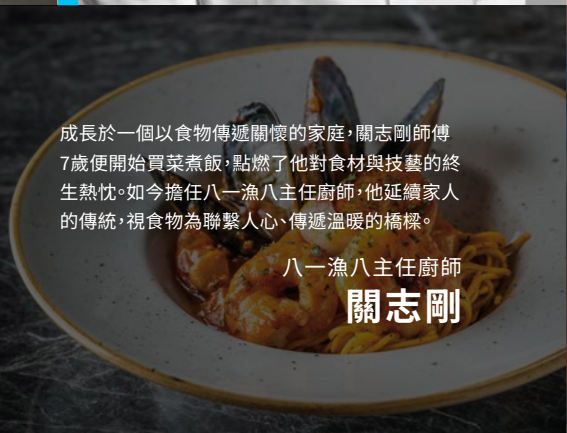 成長於一個以食物傳遞關懷的家庭，關志剛師傅
7歲便開始買菜煮飯，點燃了他對食材與技藝的終
生熱忱。如今擔任八一漁八主任廚師，他延續家人
的傳統，視食物為聯繫人心、傳遞溫暖的橋樑。
八一漁八主任廚師
關志剛